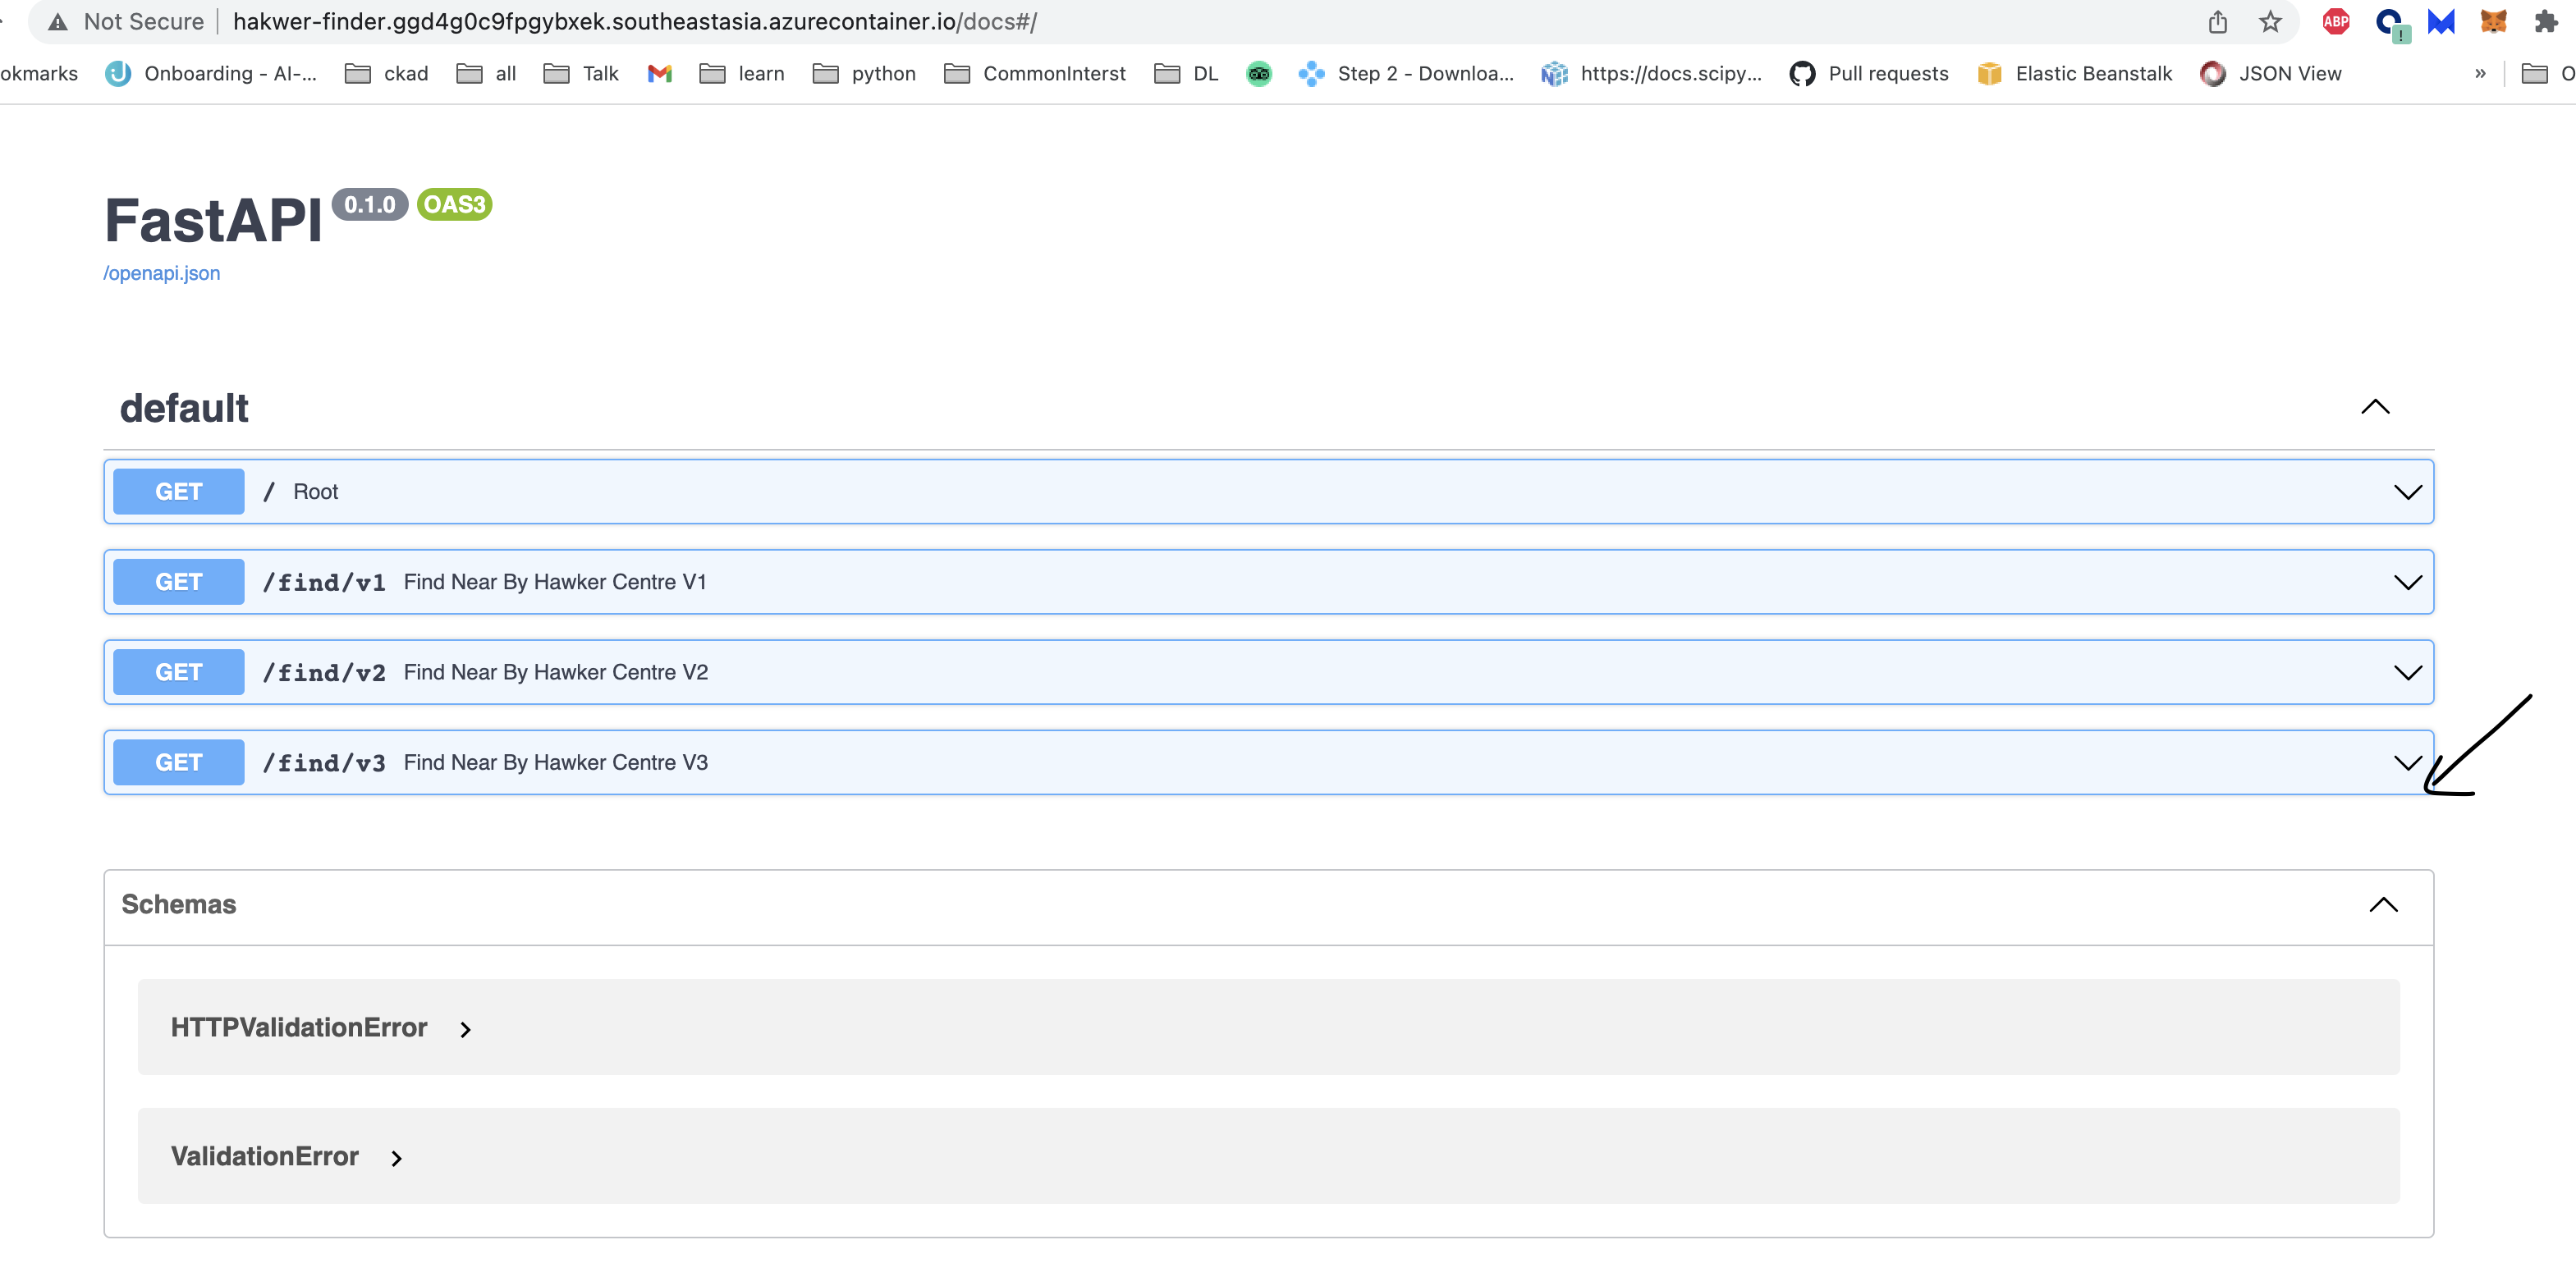 Not Secure hakwer-finder.ggd4g0c9fpgybxek.southeastasia.azurecontainer.io/docs#/ ABP
okmarks Onboarding - AI-... ckad all Talk learn python CommonInterst DL Step 2 - Downloa... https://docs.scipy... Pull requests Elastic Beanstalk JSON View » O
FastAPI 0.1.0 OAS3
/openapi.json
default
GET / Root
GET /find/v1 Find Near By Hawker Centre V1
GET /find/v2 Find Near By Hawker Centre V2
GET /find/v3 Find Near By Hawker Centre V3
Schemas
HTTPValidationError
ValidationError